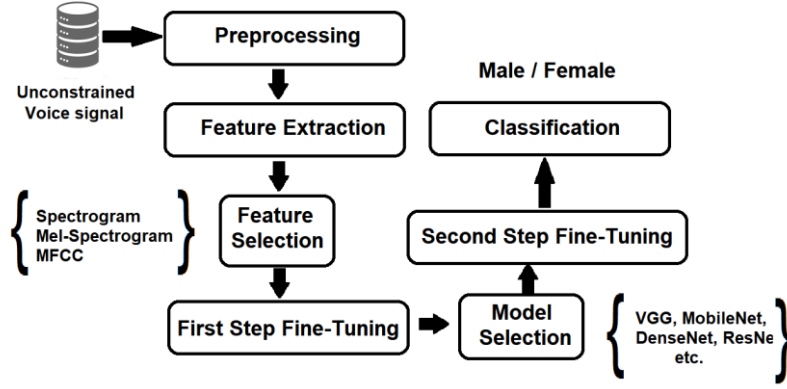 Unconstrained
Voice signal
Preprocessing
Feature Extraction
Spectrogram
Mel-Spectrogram
MFCC
Feature
Selection
First Step Fine-Tuning
Model
Selection
VGG, MobileNet,
DenseNet, ResNe
etc.
Second Step Fine-Tuning
Classification
Male / Female